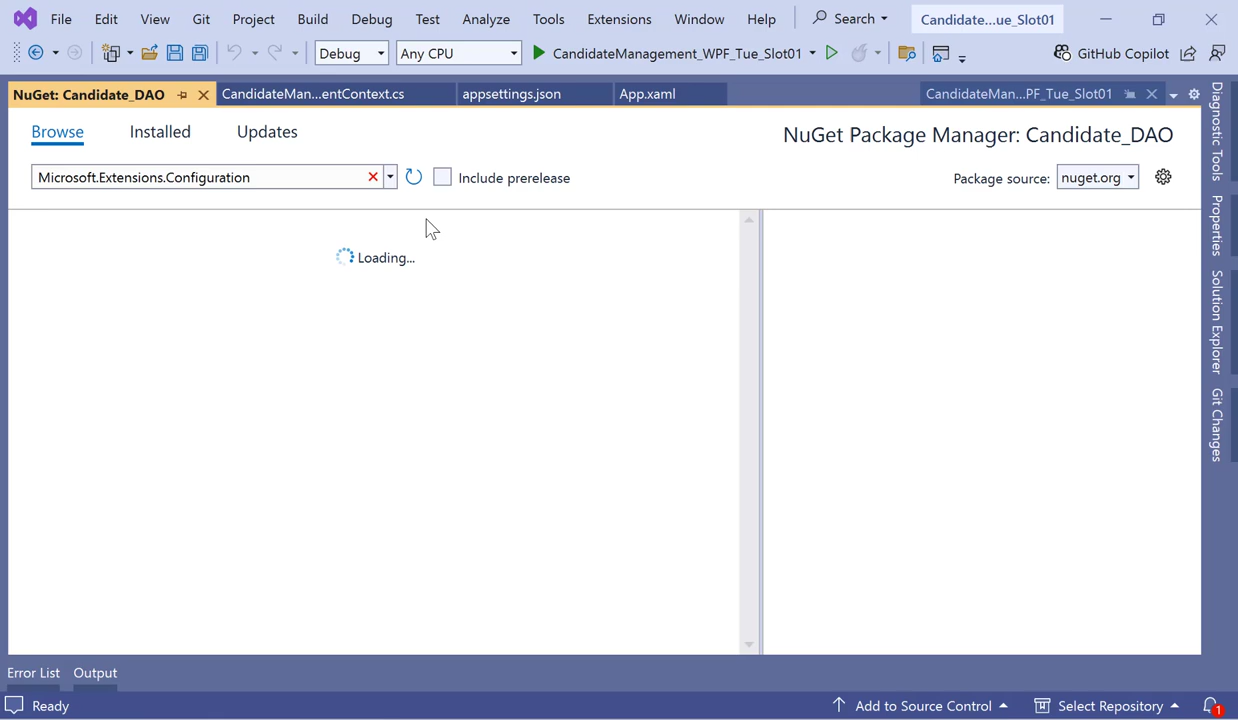 File Edit View Git Project Build Debug Test Analyze Tools Extensions Window Help Search Candidate...ue_Slot01
Debug Any CPU CandidateManagement_WPF_Tue_Slot01 GitHub Copilot
NuGet: Candidate_DAO CandidateMan...entContext.cs appsettings.json App.xaml CandidateMan...PF_Tue_Slot01
Browse Installed Updates NuGet Package Manager: Candidate_DAO
Microsoft.Extensions.Configuration Include prerelease Package source: nuget.org
Loading...
Diagnostic Tools
Properties
Solution Explorer
Git Changes
Error List Output
Ready Add to Source Control Select Repository 1